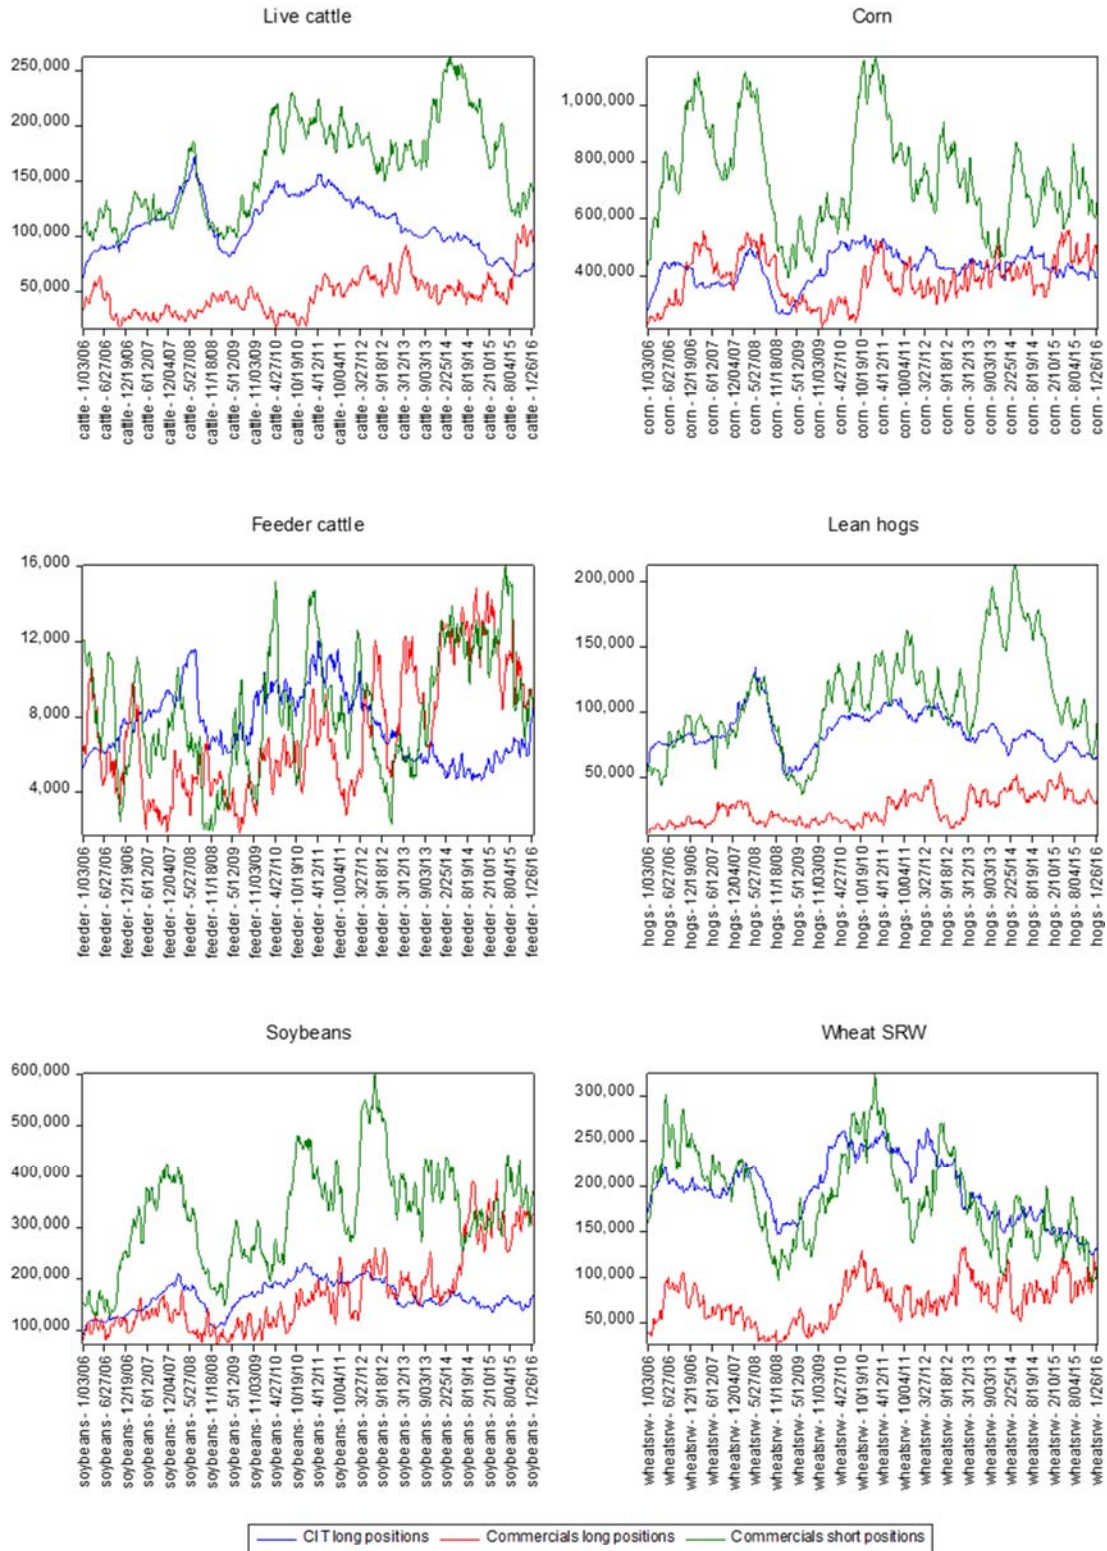 Live cattle
250,000
200,000
150,000
100,000
50,000
cattle - 1/03/06
cattle - 6/27/06
cattle - 12/19/06
cattle - 6/12/07
cattle - 12/04/07
cattle - 5/27/08
cattle - 11/18/08
cattle - 5/12/09
cattle - 11/03/09
cattle - 4/27/10
cattle - 10/19/10
cattle - 4/12/11
cattle - 10/04/11
cattle - 3/27/12
cattle - 9/18/12
cattle - 3/12/13
cattle - 9/03/13
cattle - 2/25/14
cattle - 8/19/14
cattle - 2/10/15
cattle - 8/04/15
cattle - 1/26/16
Corn
1,000,000
800,000
600,000
400,000
corn - 1/03/06
corn - 6/27/06
corn - 12/19/06
corn - 6/12/07
corn - 12/04/07
corn - 5/27/08
corn - 11/18/08
corn - 5/12/09
corn - 11/03/09
corn - 4/27/10
corn - 10/19/10
corn - 4/12/11
corn - 10/04/11
corn - 3/27/12
corn - 9/18/12
corn - 3/12/13
corn - 9/03/13
corn - 2/25/14
corn - 8/19/14
corn - 2/10/15
corn - 8/04/15
corn - 1/26/16
Feeder cattle
16,000
12,000
8,000
4,000
feeder - 1/03/06
feeder - 6/27/06
feeder - 12/19/06
feeder - 6/12/07
feeder - 12/04/07
feeder - 5/27/08
feeder - 11/18/08
feeder - 5/12/09
feeder - 11/03/09
feeder - 4/27/10
feeder - 10/19/10
feeder - 4/12/11
feeder - 10/04/11
feeder - 3/27/12
feeder - 9/18/12
feeder - 3/12/13
feeder - 9/03/13
feeder - 2/25/14
feeder - 8/19/14
feeder - 2/10/15
feeder - 8/04/15
feeder - 1/26/16
Lean hogs
200,000
150,000
100,000
50,000
hogs - 1/03/06
hogs - 6/27/06
hogs - 12/19/06
hogs - 6/12/07
hogs - 12/04/07
hogs - 5/27/08
hogs - 11/18/08
hogs - 5/12/09
hogs - 11/03/09
hogs - 4/27/10
hogs - 10/19/10
hogs - 4/12/11
hogs - 10/04/11
hogs - 3/27/12
hogs - 9/18/12
hogs - 3/12/13
hogs - 9/03/13
hogs - 2/25/14
hogs - 8/19/14
hogs - 2/10/15
hogs - 8/04/15
hogs - 1/26/16
Soybeans
600,000
500,000
400,000
300,000
200,000
100,000
soybeans - 1/03/06
soybeans - 6/27/06
soybeans - 12/19/06
soybeans - 6/12/07
soybeans - 12/04/07
soybeans - 5/27/08
soybeans - 11/18/08
soybeans - 5/12/09
soybeans - 11/03/09
soybeans - 4/27/10
soybeans - 10/19/10
soybeans - 4/12/11
soybeans - 10/04/11
soybeans - 3/27/12
soybeans - 9/18/12
soybeans - 3/12/13
soybeans - 9/03/13
soybeans - 2/25/14
soybeans - 8/19/14
soybeans - 2/10/15
soybeans - 8/04/15
soybeans - 1/26/16
Wheat SRW
300,000
250,000
200,000
150,000
100,000
50,000
wheatsrw - 1/03/06
wheatsrw - 6/27/06
wheatsrw - 12/19/06
wheatsrw - 6/12/07
wheatsrw - 12/04/07
wheatsrw - 5/27/08
wheatsrw - 11/18/08
wheatsrw - 5/12/09
wheatsrw - 11/03/09
wheatsrw - 4/27/10
wheatsrw - 10/19/10
wheatsrw - 4/12/11
wheatsrw - 10/04/11
wheatsrw - 3/27/12
wheatsrw - 9/18/12
wheatsrw - 3/12/13
wheatsrw - 9/03/13
wheatsrw - 2/25/14
wheatsrw - 8/19/14
wheatsrw - 2/10/15
wheatsrw - 8/04/15
wheatsrw - 1/26/16
CIT long positions
Commercials long positions
Commercials short positions